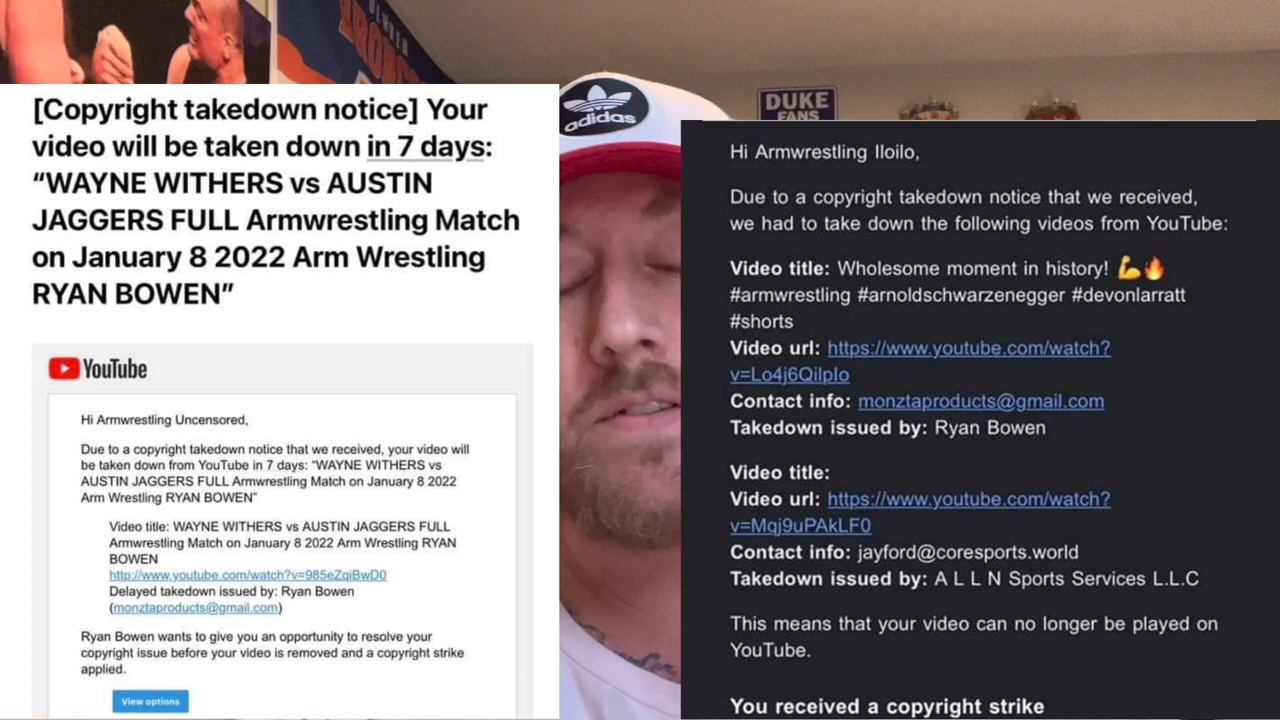 [Copyright takedown notice] Your
video will be taken down in 7 days:
“WAYNE WITHERS vs AUSTIN
JAGGERS FULL Armwrestling Match
on January 8 2022 Arm Wrestling
RYAN BOWEN”
YouTube
Hi Armwrestling Uncensored,
Due to a copyright takedown notice that we received, your video will
be taken down from YouTube in 7 days: “WAYNE WITHERS vs
AUSTIN JAGGERS FULL Armwrestling Match on January 8 2022
Arm Wrestling RYAN BOWEN”
Video title: WAYNE WITHERS vs AUSTIN JAGGERS FULL
Armwrestling Match on January 8 2022 Arm Wrestling RYAN
BOWEN
http://www.youtube.com/watch?v=985eZqiBwD0
Delayed takedown issued by: Ryan Bowen
(monztaproducts@gmail.com)
Ryan Bowen wants to give you an opportunity to resolve your
copyright issue before your video is removed and a copyright strike
applied.
View options
adidas
DUKE
FANS
Hi Armwrestling Iloilo,
Due to a copyright takedown notice that we received,
we had to take down the following videos from YouTube:
Video title: Wholesome moment in history! 💪🔥
#armwrestling #arnoldschwarzenegger #devonlarratt
#shorts
Video url: https://www.youtube.com/watch?
v=Lo4j6QilpIo
Contact info: monztaproducts@gmail.com
Takedown issued by: Ryan Bowen
Video title:
Video url: https://www.youtube.com/watch?
v=Mqj9uPAkLF0
Contact info: jayford@coresports.world
Takedown issued by: A L L N Sports Services L.L.C
This means that your video can no longer be played on
YouTube.
You received a copyright strike